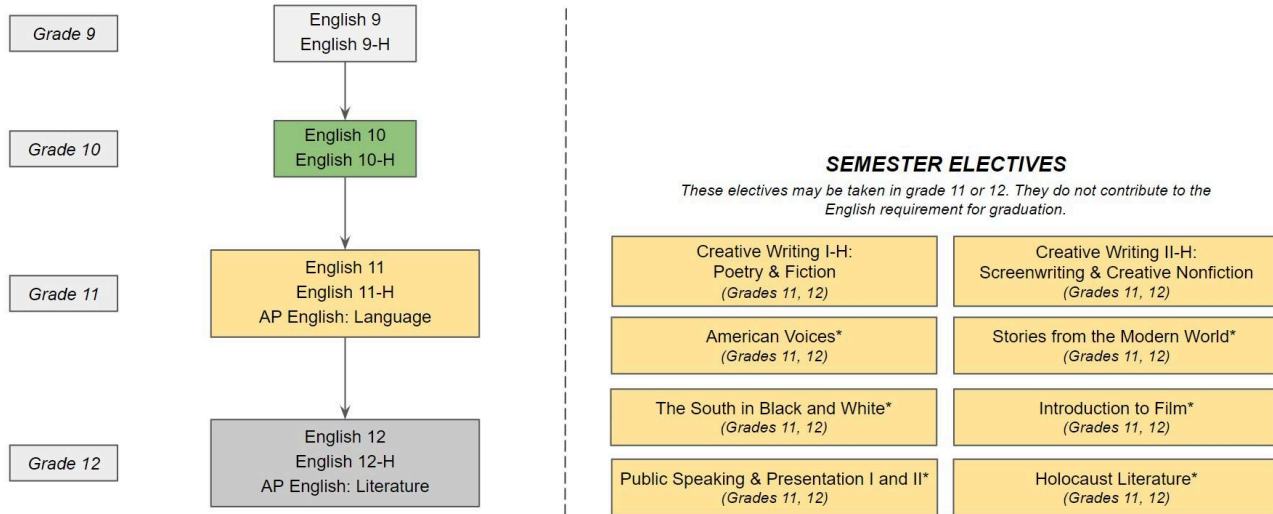 Grade 9
English 9
English 9-H
Grade 10
English 10
English 10-H
Grade 11
English 11
English 11-H
AP English: Language
Grade 12
English 12
English 12-H
AP English: Literature
SEMESTER ELECTIVES
These electives may be taken in grade 11 or 12. They do not contribute to the
English requirement for graduation.
Creative Writing I-H:
Poetry & Fiction
(Grades 11, 12)
Creative Writing II-H:
Screenwriting & Creative Nonfiction
(Grades 11, 12)
American Voices*
(Grades 11, 12)
Stories from the Modern World*
(Grades 11, 12)
The South in Black and White*
(Grades 11, 12)
Introduction to Film*
(Grades 11, 12)
Public Speaking & Presentation I and II*
(Grades 11, 12)
Holocaust Literature*
(Grades 11, 12)